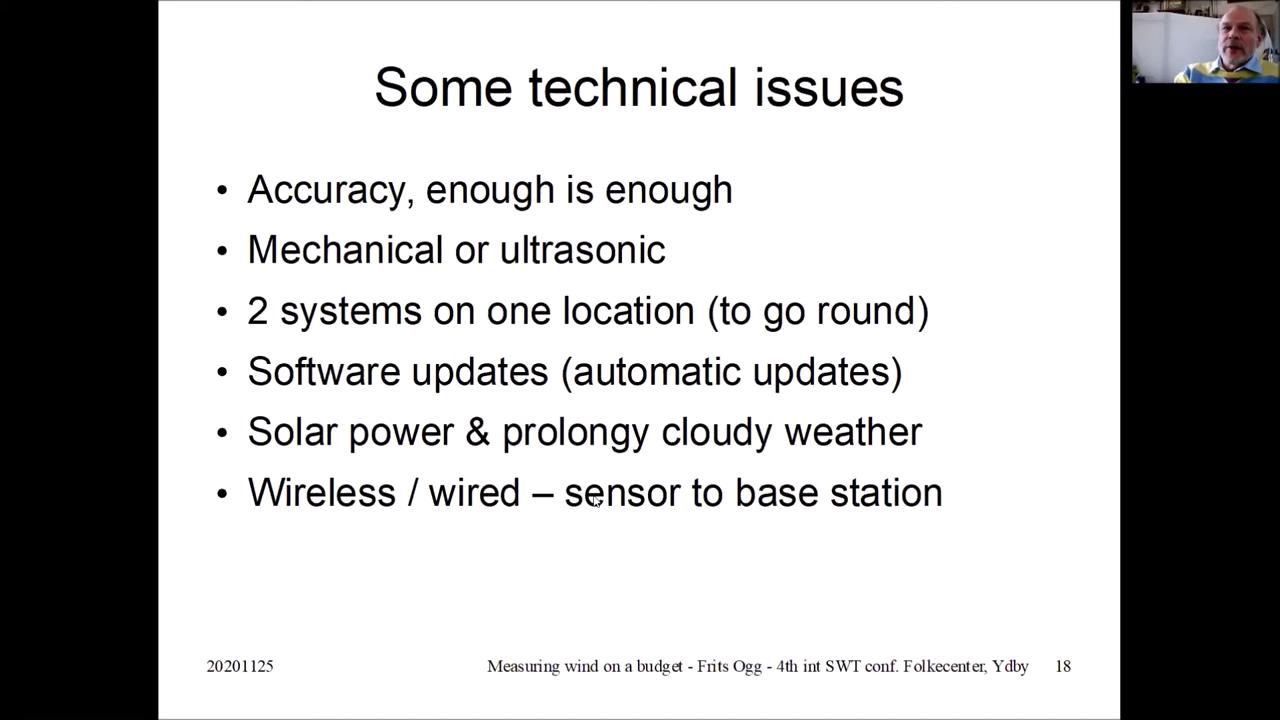 Some technical issues
• Accuracy, enough is enough
• Mechanical or ultrasonic
• 2 systems on one location (to go round)
• Software updates (automatic updates)
• Solar power & prolongy cloudy weather
• Wireless / wired – sensor to base station
20201125 Measuring wind on a budget - Frits Ogg - 4th int SWT conf. Folkecenter, Ydby 18